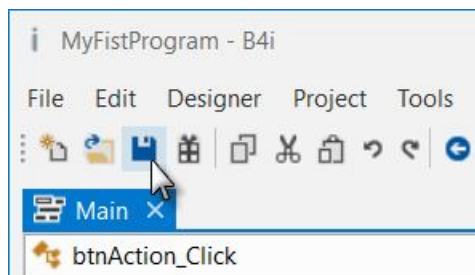 MyFistProgram - B4i
File Edit Designer Project Tools
Main
btnAction_Click